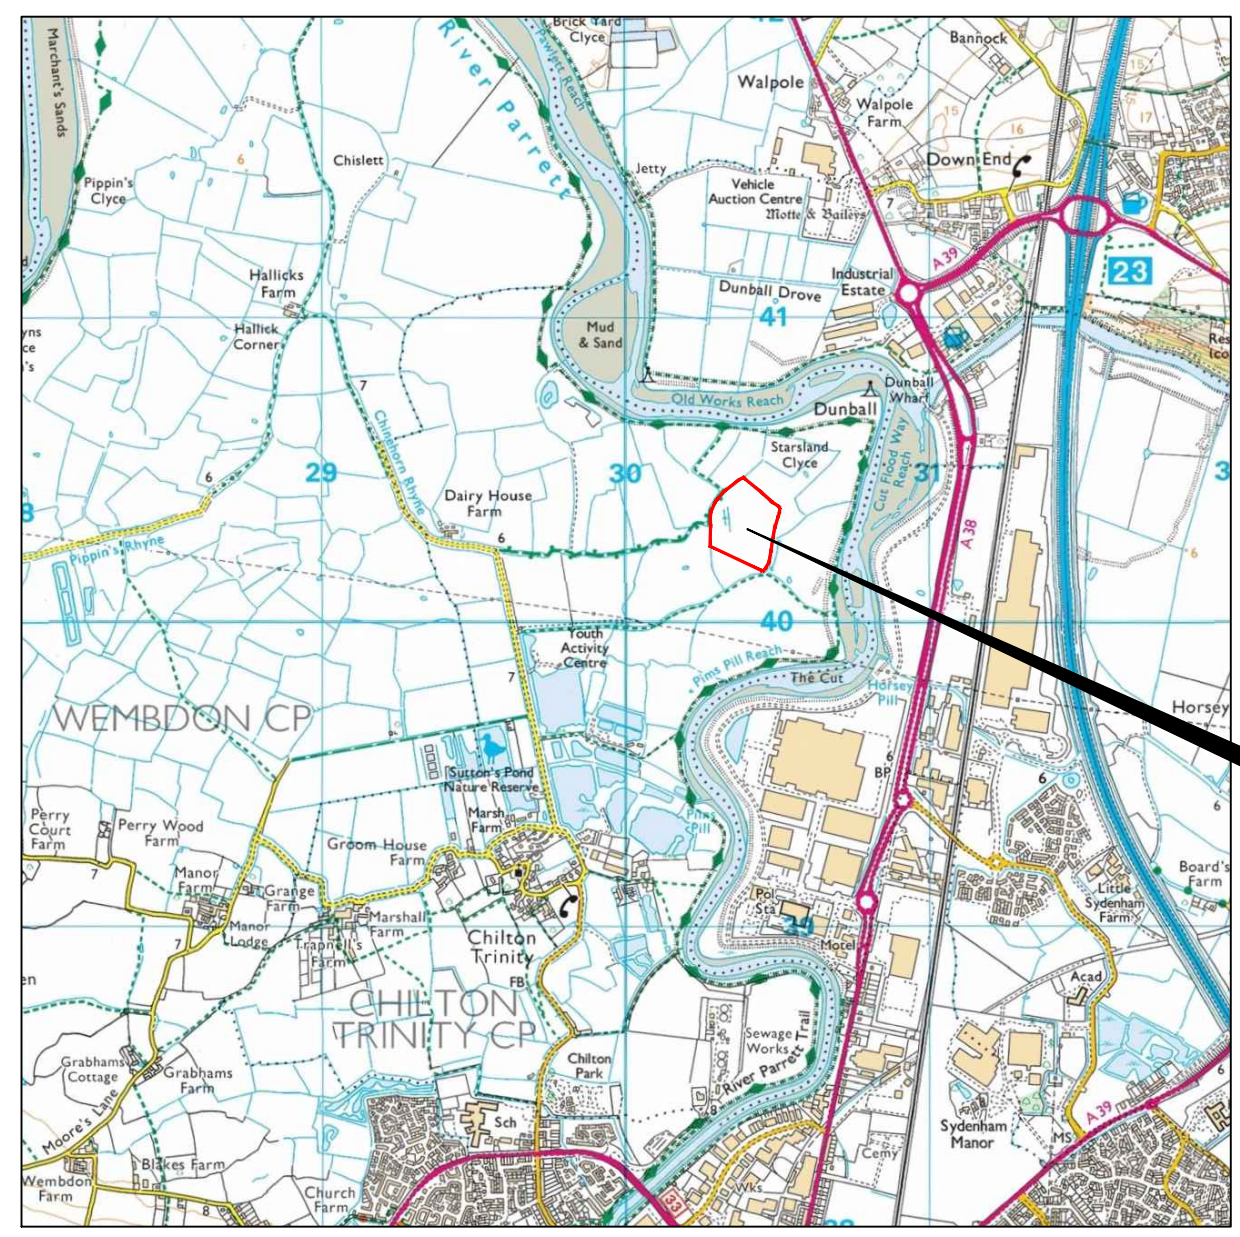 Marchant's Sands
Brick Yard
Clyce
Pawlett Reach
River Parrett
Bannock
15
17
15
16
Walpole
Walpole
Farm
6
Chislett
Pippin's
Clyce
Jetty
Down End
Vehicle
Auction Centre
Motte & Baileys
7
A 39
23
Industrial
Estate
Hallicks
Farm
Dunball Drove
41
Hallick
Corner
Mud
& Sand
7
Old Works Reach
Dunball
Wharf
Dunball
Starsland
Clyce
Cut Flood Way
Reach
Chinehorn Rhyne
29
30
31
6
Dairy House
Farm
6
A 38
6
Pippin's Rhyne
40
Youth
Activity
Centre
Pims Pill Reach
The Cut
Horsey
Pill
7
Horsey
WEMBDON CP
6
BP
6
6
Sutton's Pond
Nature Reserve
Marsh
Farm
Pims
Pill
Perry
Court
Farm
Perry Wood
Farm
Groom House
Farm
7
Manor
Farm
Grange
Farm
Board's
Farm
Little
Sydenham
Farm
Pol
Sta
39
Motel
Manor
Lodge
Marshall
Farm
7
Trapnell's
Farm
Chilton
Trinity
FB
Acad
CHILTON
TRINITY CP
Sewage
Works
River Parrett Trail
Grabhams
Cottage
Grabhams
Farm
Chilton
Park
6
8
A 39
Moore's Lane
Sch
Sydenham
Manor
MS
Cemy
Blakes Farm
Wembdon
Farm
8
Church
Farm
Wks